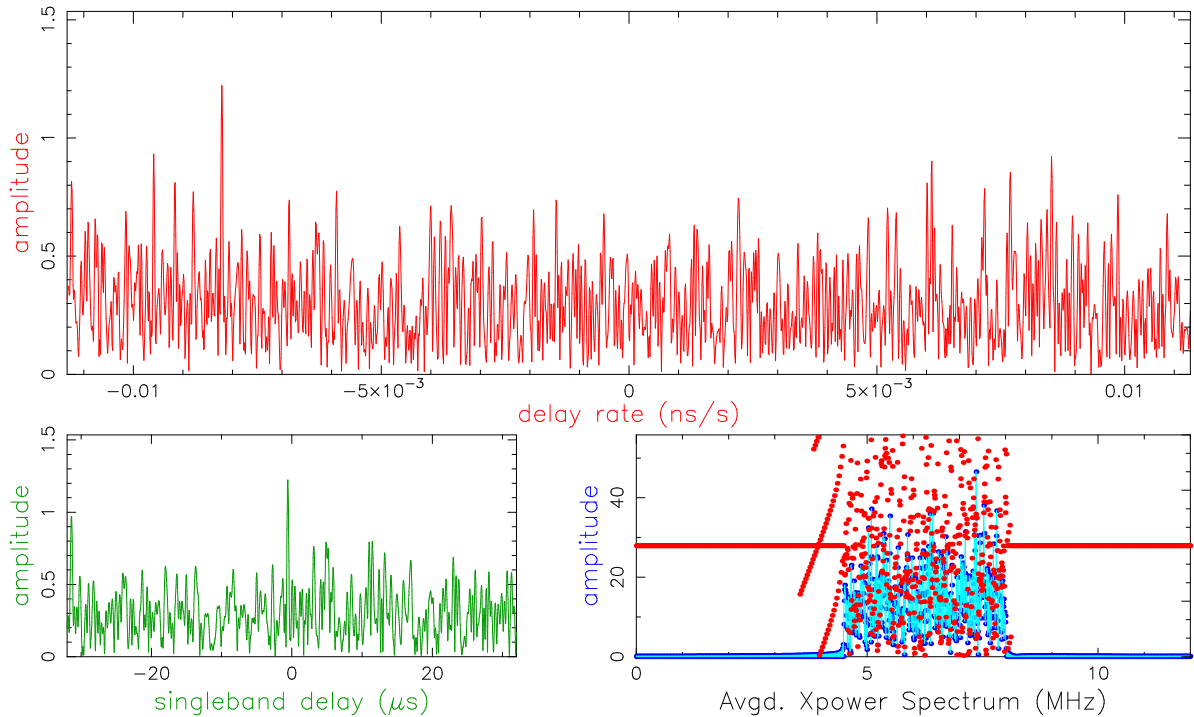 amplitude
0 0.5 1 1.5
−0.01 −5×10⁻³ 0 5×10⁻³ 0.01
delay rate (ns/s)
amplitude
0 0.5 1 1.5
−20 0 20
singleband delay (μs)
amplitude
0 20 40
5 10
Avgd. Xpower Spectrum (MHz)